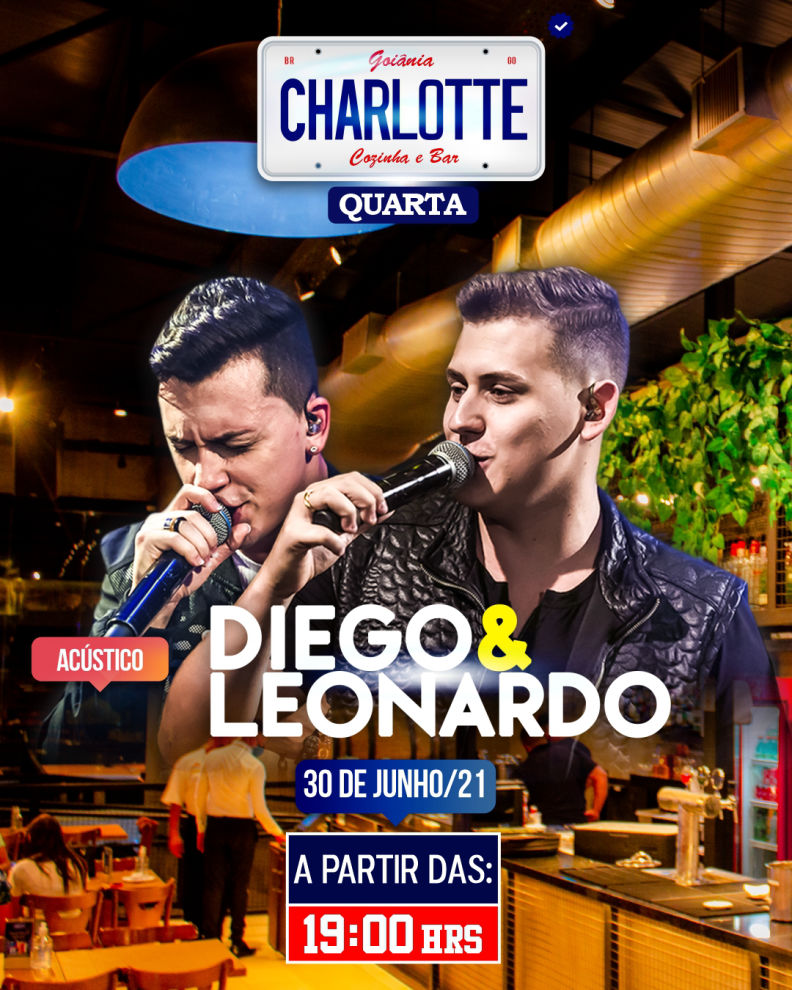 BR Goiânia GO
CHARLOTTE
Cozinha e Bar
QUARTA
ACÚSTICO
DIEGO&
LEONARDO
30 DE JUNHO/21
A PARTIR DAS:
19:00 HRS